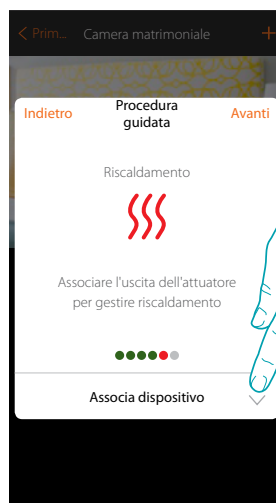 < Prim... Camera matrimoniale +
Indietro Procedura guidata Avanti
Riscaldamento
Associare l'uscita dell'attuatore
per gestire riscaldamento
Associa dispositivo